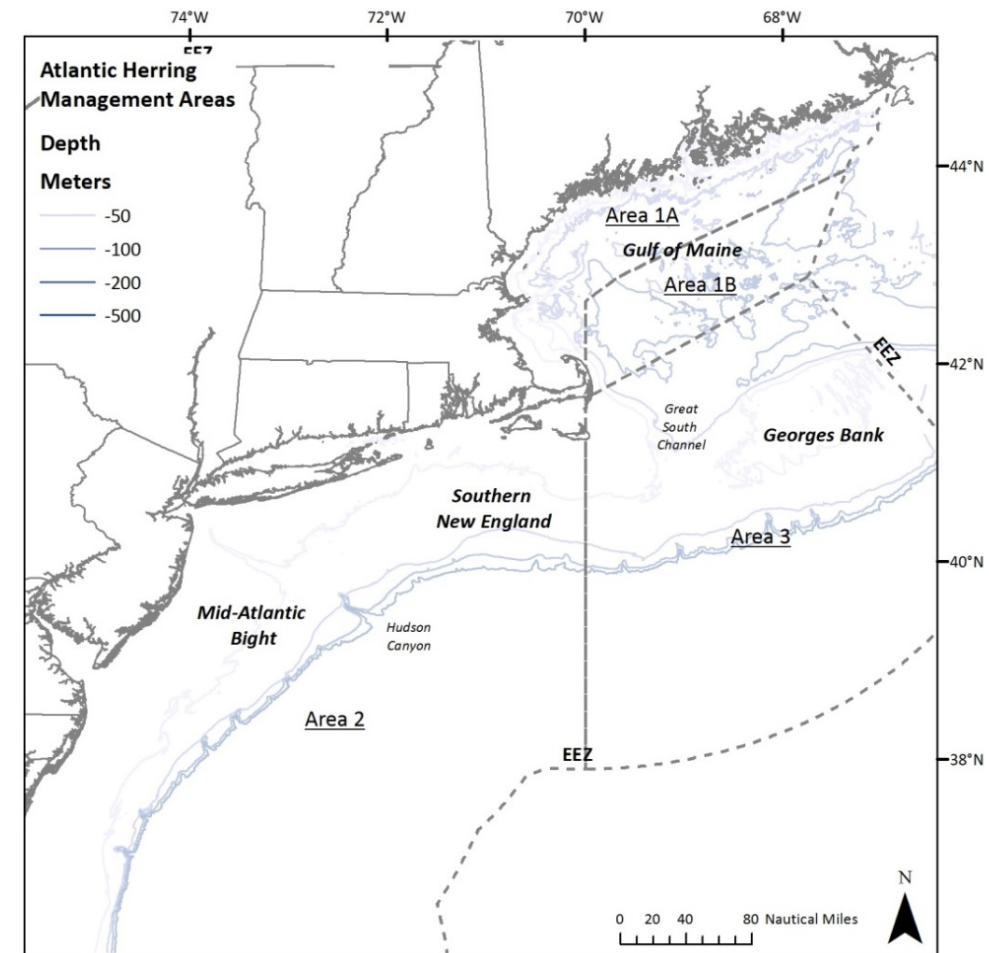 74°W 72°W 70°W 68°W
EEZ
Atlantic Herring
Management Areas
Depth
Meters
-50
-100
-200
-500
44°N
Area 1A
Gulf of Maine
Area 1B
EEZ
42°N
Great
South
Channel
Georges Bank
Southern
New England
Area 3
40°N
Mid-Atlantic
Bight
Hudson
Canyon
Area 2
EEZ
38°N
N
0 20 40 80 Nautical Miles